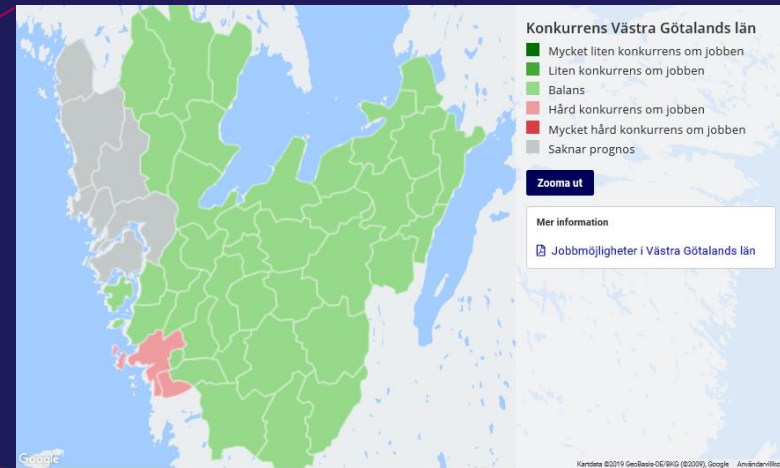 Konkurrens Västra Götalands län
Mycket liten konkurrens om jobben
Liten konkurrens om jobben
Balans
Hård konkurrens om jobben
Mycket hård konkurrens om jobben
Saknar prognos
Zooma ut
Mer information
Jobbmöjligheter i Västra Götalands län
Google
Kartdata ©2019 GeoBasis-DE/BKG (©2009), Google